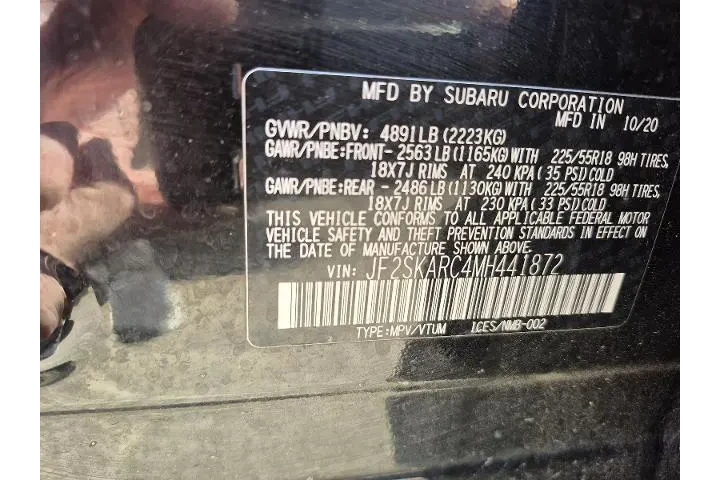 MFD BY SUBARU CORPORATION
MFD IN 10/20
GVWR/PNBV: 4891LB (2223KG)
GAWR/PNBE:FRONT- 2563 LB (1165KG) WITH 225/55R18 98H TIRES,
18X7J RIMS AT 240 KPA ( 35 PSI) COLD
GAWR/PNBE:REAR - 2486 LB (1130KG) WITH 225/55R18 98H TIRES,
18X7J RIMS AT 230 KPA ( 33 PSI) COLD
THIS VEHICLE CONFORMS TO ALL APPLICABLE FEDERAL MOTOR
VEHICLE SAFETY AND THEFT PREVENTION STANDARDS IN EFFECT ON
THE DATE OF MANUFACTURE SHOWN ABOVE.
VIN: JF2SKARC4MH441872
TYPE:MPV/VTUM ICES/NMB-002